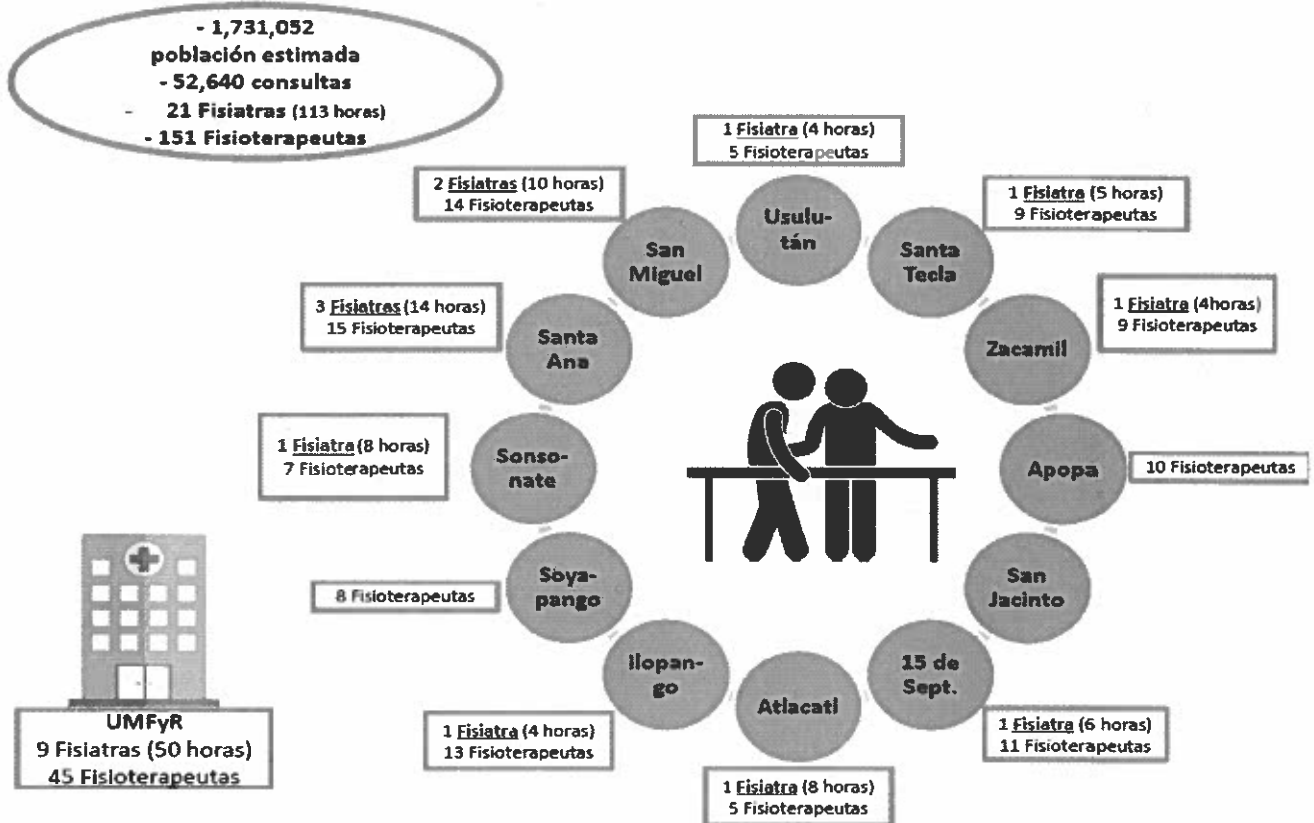 - 1,731,052
población estimada
- 52,640 consultas
- 21 Fisiatras (113 horas)
- 151 Fisioterapeutas
1 Fisiatra (4 horas)
5 Fisioterapeutas
2 Fisiatras (10 horas)
14 Fisioterapeutas
1 Fisiatra (5 horas)
9 Fisioterapeutas
Usulu-
tán
San
Miguel
Santa
Tecla
3 Fisiatras (14 horas)
15 Fisioterapeutas
1 Fisiatra (4horas)
9 Fisioterapeutas
Santa
Ana
Zacamil
1 Fisiatra (8 horas)
7 Fisioterapeutas
Sonso-
nate
Apopa
10 Fisioterapeutas
8 Fisioterapeutas
Soya-
pango
San
Jacinto
Ilopan-
go
15 de
Sept.
Atlacatl
UMFyR
9 Fisiatras (50 horas)
45 Fisioterapeutas
1 Fisiatra (4 horas)
13 Fisioterapeutas
1 Fisiatra (6 horas)
11 Fisioterapeutas
1 Fisiatra (8 horas)
5 Fisioterapeutas